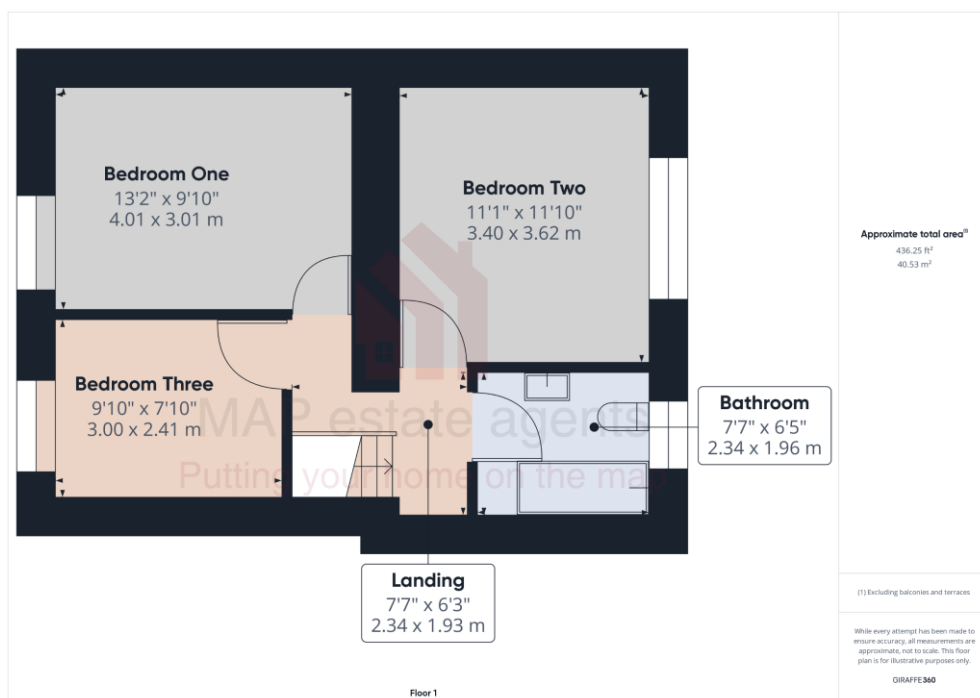 Bedroom One
13'2" x 9'10"
4.01 x 3.01 m
Bedroom Two
11'1" x 11'10"
3.40 x 3.62 m
Approximate total area⁽¹⁾
436.25 ft²
40.53 m²
Bedroom Three
9'10" x 7'10"
3.00 x 2.41 m
MAP estate agents
Putting your home on the map
Bathroom
7'7" x 6'5"
2.34 x 1.96 m
Landing
7'7" x 6'3"
2.34 x 1.93 m
(1) Excluding balconies and terraces
While every attempt has been made to
ensure accuracy, all measurements are
approximate, not to scale. This floor
plan is for illustrative purposes only.
GIRAFFE360
Floor 1